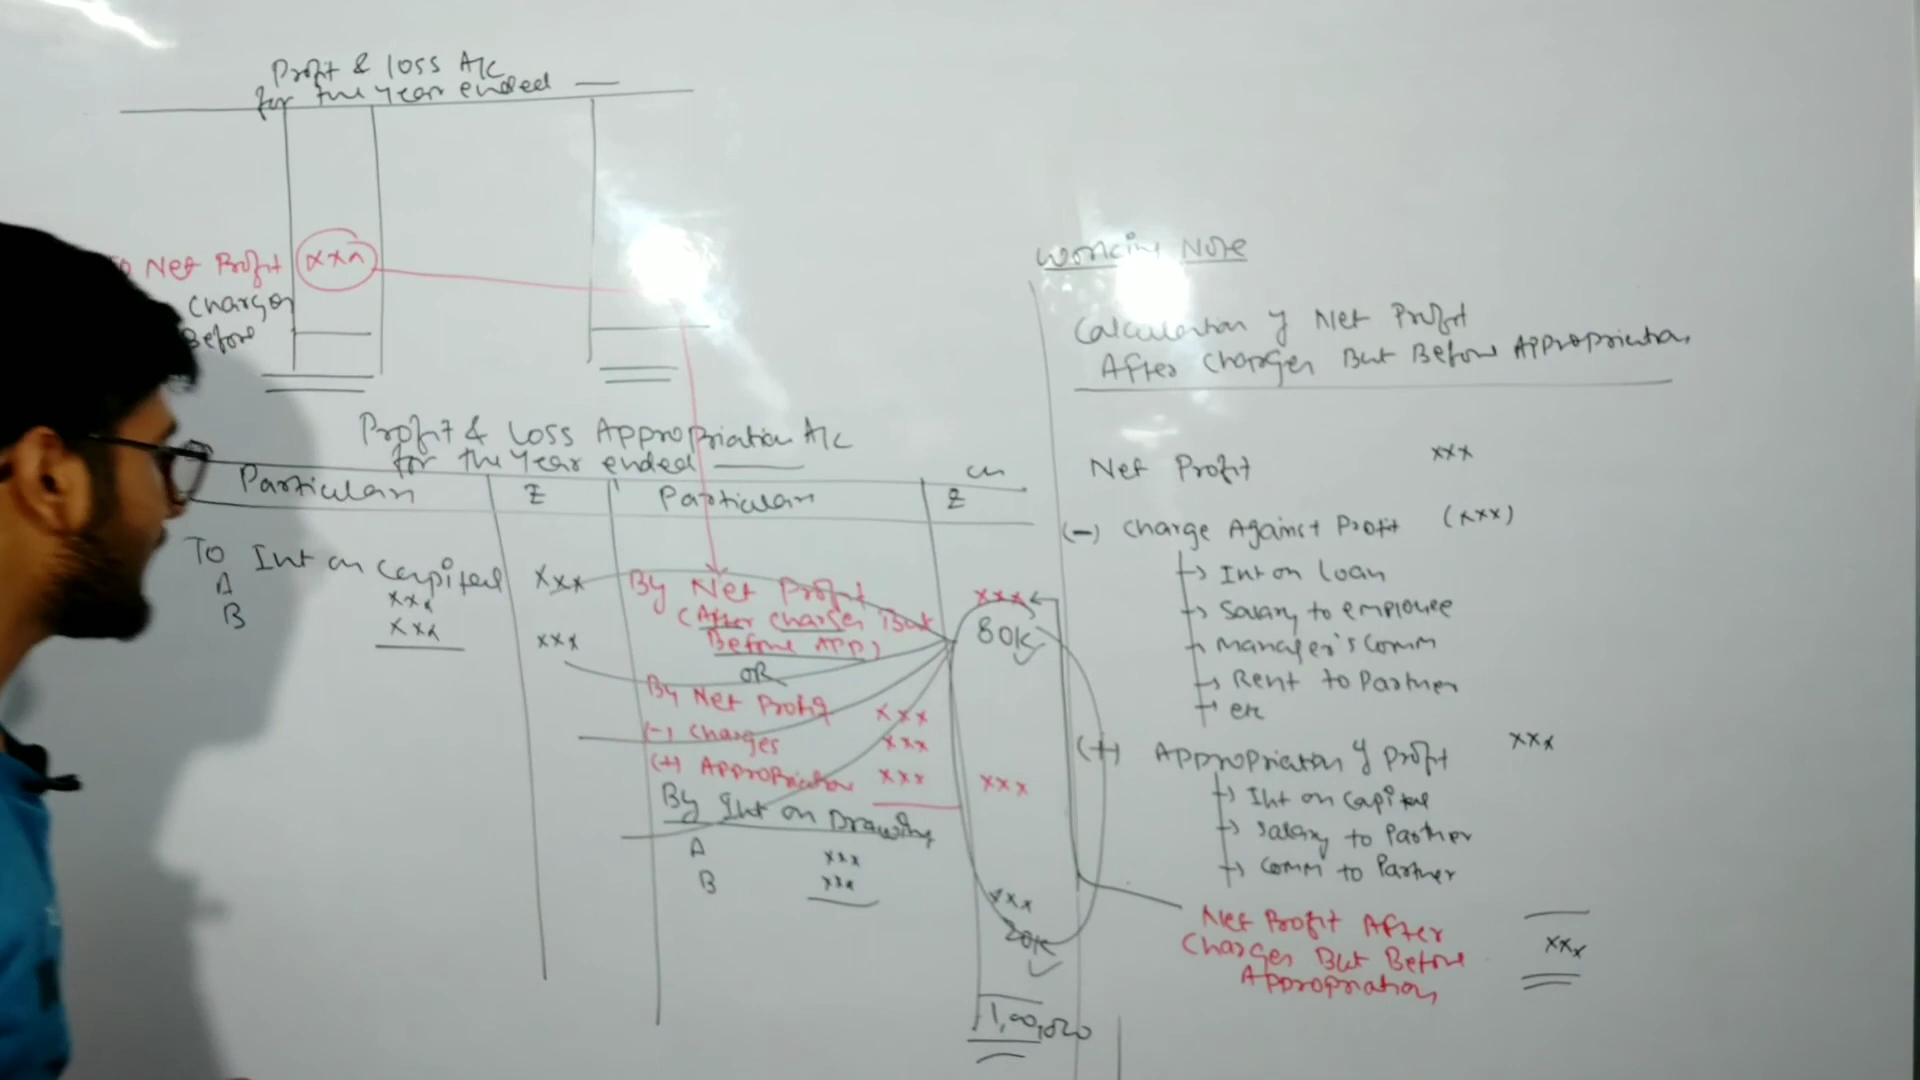 Profit & Loss A/c
for the year ended —
To Net Profit xxx
Charges
Before
Profit & Loss Appropriation A/c
for the year ended
Particulars ₹ Particulars ₹
To Int on capital xxx
A xxx
B xxx xxx
By Net Profit xxx
(After charges But 80K
Before APP)
OR
By Net Profit xxx
(-) charges xxx
(+) Appropriation xxx xxx
By Int on Drawing
A xxx
B xxx xxx
20K
1,00,000
Working Note
Calculation of Net Profit
After Charges But Before Appropriation
Net Profit xxx
(-) Charge Against Profit (xxx)
→ Int on loan
→ Salary to employee
→ Manager's Comm
→ Rent to Partner
→ etc
(+) Appropriation of Profit xxx
→ Int on Capital
→ Salary to Partner
→ Comm to Partner
Net Profit After
Charges But Before xxx
Appropriation